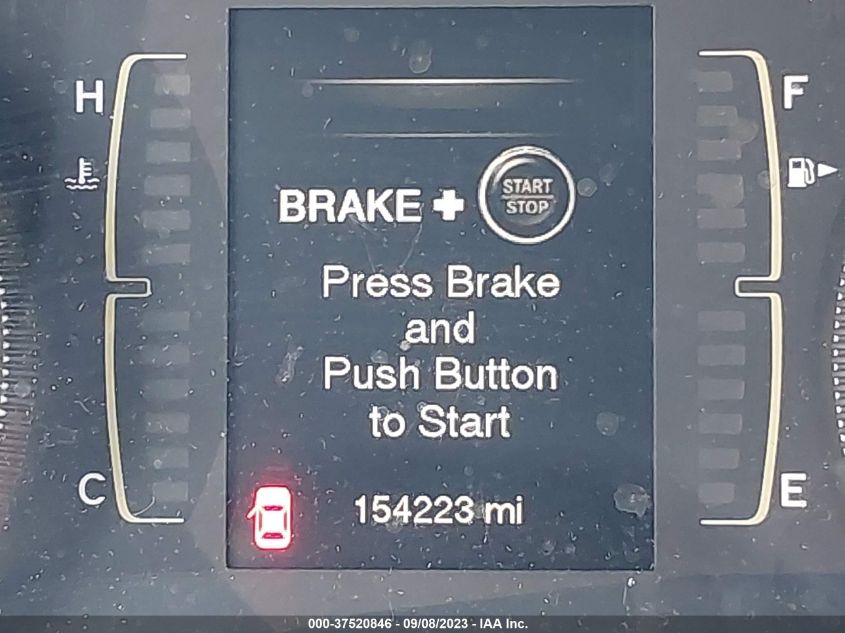 H
F
START
STOP
BRAKE +
Press Brake
and
Push Button
to Start
C
E
154223 mi
000-37520846 - 09/08/2023 - IAA Inc.